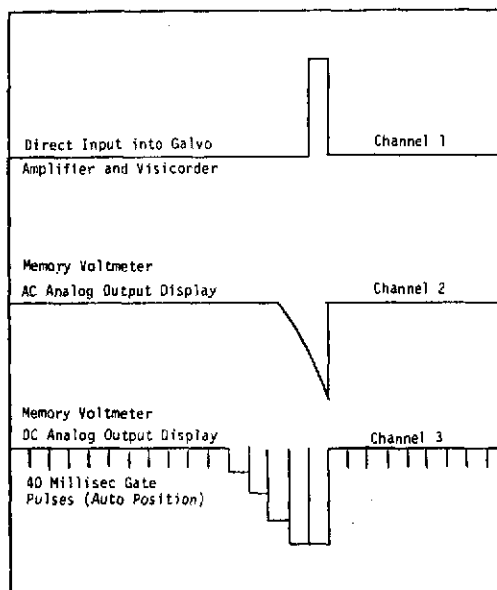 Direct Input into Galvo
Channel 1
Amplifier and Visicorder
Memory Voltmeter
AC Analog Output Display
Channel 2
Memory Voltmeter
DC Analog Output Display
Channel 3
40 Millisec Gate
Pulses (Auto Position)